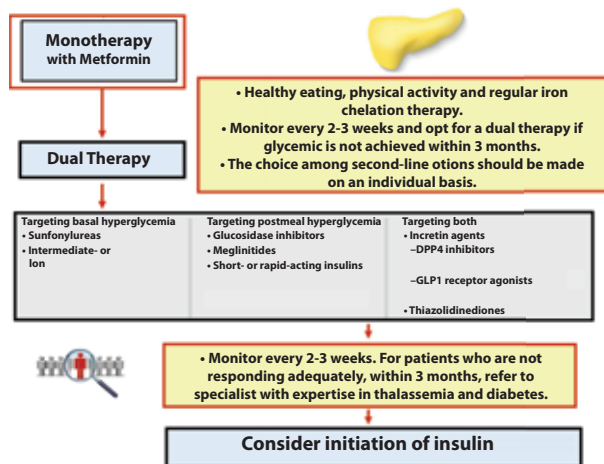 Monotherapy
with Metformin
• Healthy eating, physical activity and regular iron
chelation therapy.
• Monitor every 2-3 weeks and opt for a dual therapy if
glycemic is not achieved within 3 months.
• The choice among second-line otions should be made
on an individual basis.
Dual Therapy
Targeting basal hyperglycemia
• Sunfonylureas
• Intermediate- or
Ion
Targeting postmeal hyperglycemia
• Glucosidase inhibitors
• Meglinitides
• Short- or rapid-acting insulins
Targeting both
• Incretin agents
–DPP4 inhibitors
–GLP1 receptor agonists
• Thiazolidinediones
• Monitor every 2-3 weeks. For patients who are not
responding adequately, within 3 months, refer to
specialist with expertise in thalassemia and diabetes.
Consider initiation of insulin